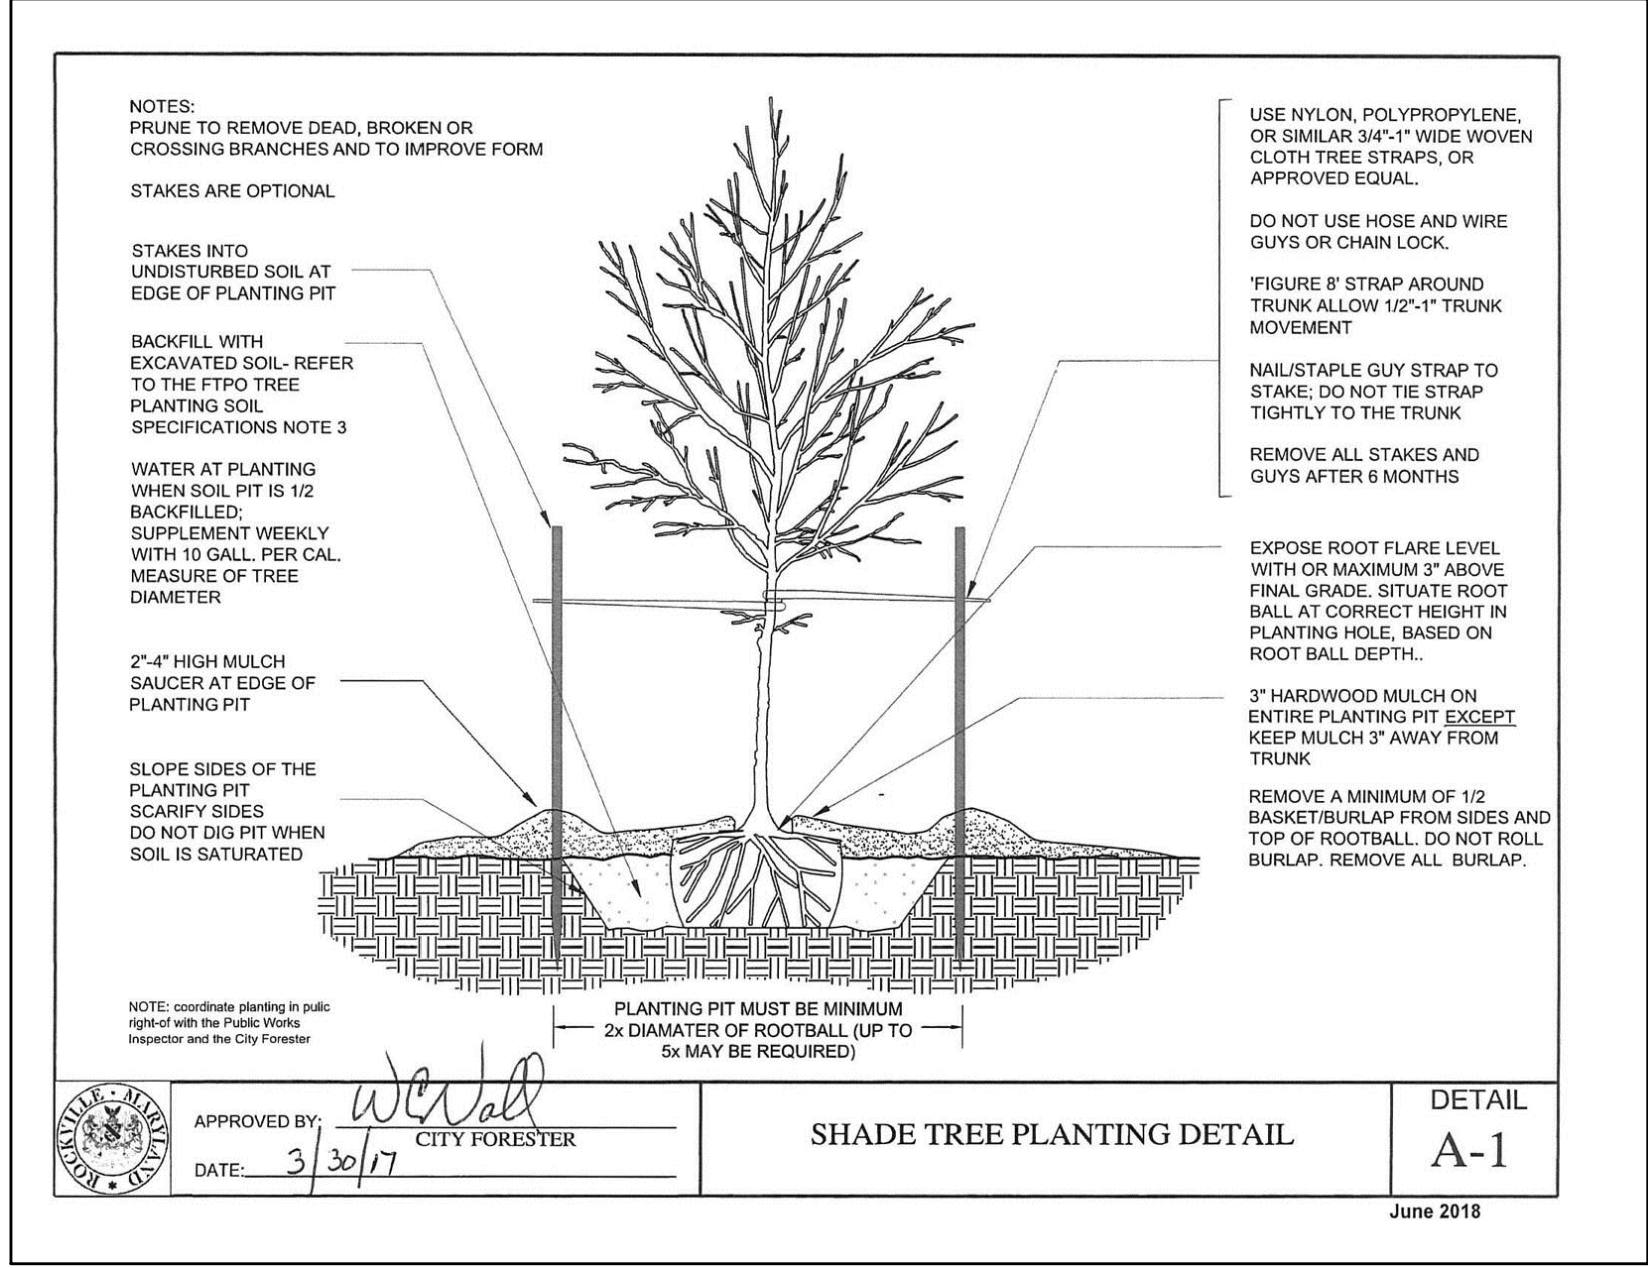 NOTES:
PRUNE TO REMOVE DEAD, BROKEN OR
CROSSING BRANCHES AND TO IMPROVE FORM
STAKES ARE OPTIONAL
STAKES INTO
UNDISTURBED SOIL AT
EDGE OF PLANTING PIT
BACKFILL WITH
EXCAVATED SOIL- REFER
TO THE FTPO TREE
PLANTING SOIL
SPECIFICATIONS NOTE 3
WATER AT PLANTING
WHEN SOIL PIT IS 1/2
BACKFILLED;
SUPPLEMENT WEEKLY
WITH 10 GALL. PER CAL.
MEASURE OF TREE
DIAMETER
2"-4" HIGH MULCH
SAUCER AT EDGE OF
PLANTING PIT
SLOPE SIDES OF THE
PLANTING PIT
SCARIFY SIDES
DO NOT DIG PIT WHEN
SOIL IS SATURATED
USE NYLON, POLYPROPYLENE,
OR SIMILAR 3/4"-1" WIDE WOVEN
CLOTH TREE STRAPS, OR
APPROVED EQUAL.
DO NOT USE HOSE AND WIRE
GUYS OR CHAIN LOCK.
'FIGURE 8' STRAP AROUND
TRUNK ALLOW 1/2"-1" TRUNK
MOVEMENT
NAIL/STAPLE GUY STRAP TO
STAKE; DO NOT TIE STRAP
TIGHTLY TO THE TRUNK
REMOVE ALL STAKES AND
GUYS AFTER 6 MONTHS
EXPOSE ROOT FLARE LEVEL
WITH OR MAXIMUM 3" ABOVE
FINAL GRADE. SITUATE ROOT
BALL AT CORRECT HEIGHT IN
PLANTING HOLE, BASED ON
ROOT BALL DEPTH..
3" HARDWOOD MULCH ON
ENTIRE PLANTING PIT EXCEPT
KEEP MULCH 3" AWAY FROM
TRUNK
REMOVE A MINIMUM OF 1/2
BASKET/BURLAP FROM SIDES AND
TOP OF ROOTBALL. DO NOT ROLL
BURLAP. REMOVE ALL BURLAP.
NOTE: coordinate planting in pulic
right-of with the Public Works
Inspector and the City Forester
PLANTING PIT MUST BE MINIMUM
2x DIAMATER OF ROOTBALL (UP TO
5x MAY BE REQUIRED)
ROCKVILLE · MARYLAND
APPROVED BY: WCWall
CITY FORESTER
DATE: 3/30/17
SHADE TREE PLANTING DETAIL
DETAIL
A-1
June 2018